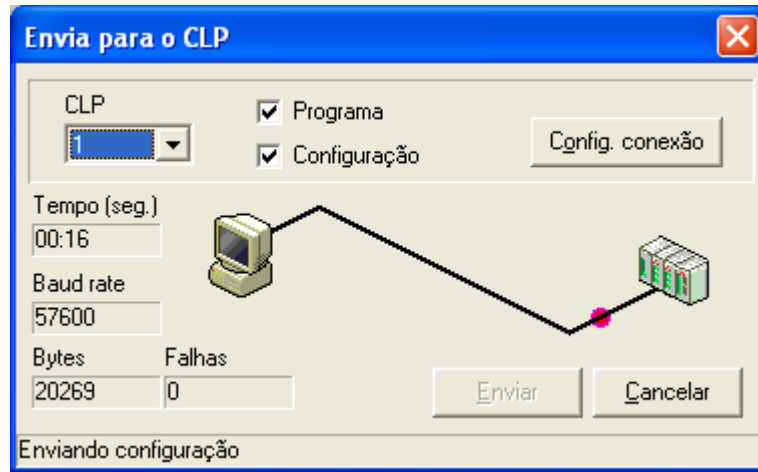 Envia para o CLP
CLP
1
Programa
Configuração
Config. conexão
Tempo (seg.)
00:16
Baud rate
57600
Bytes Falhas
20269 0
Enviar Cancelar
Enviando configuração